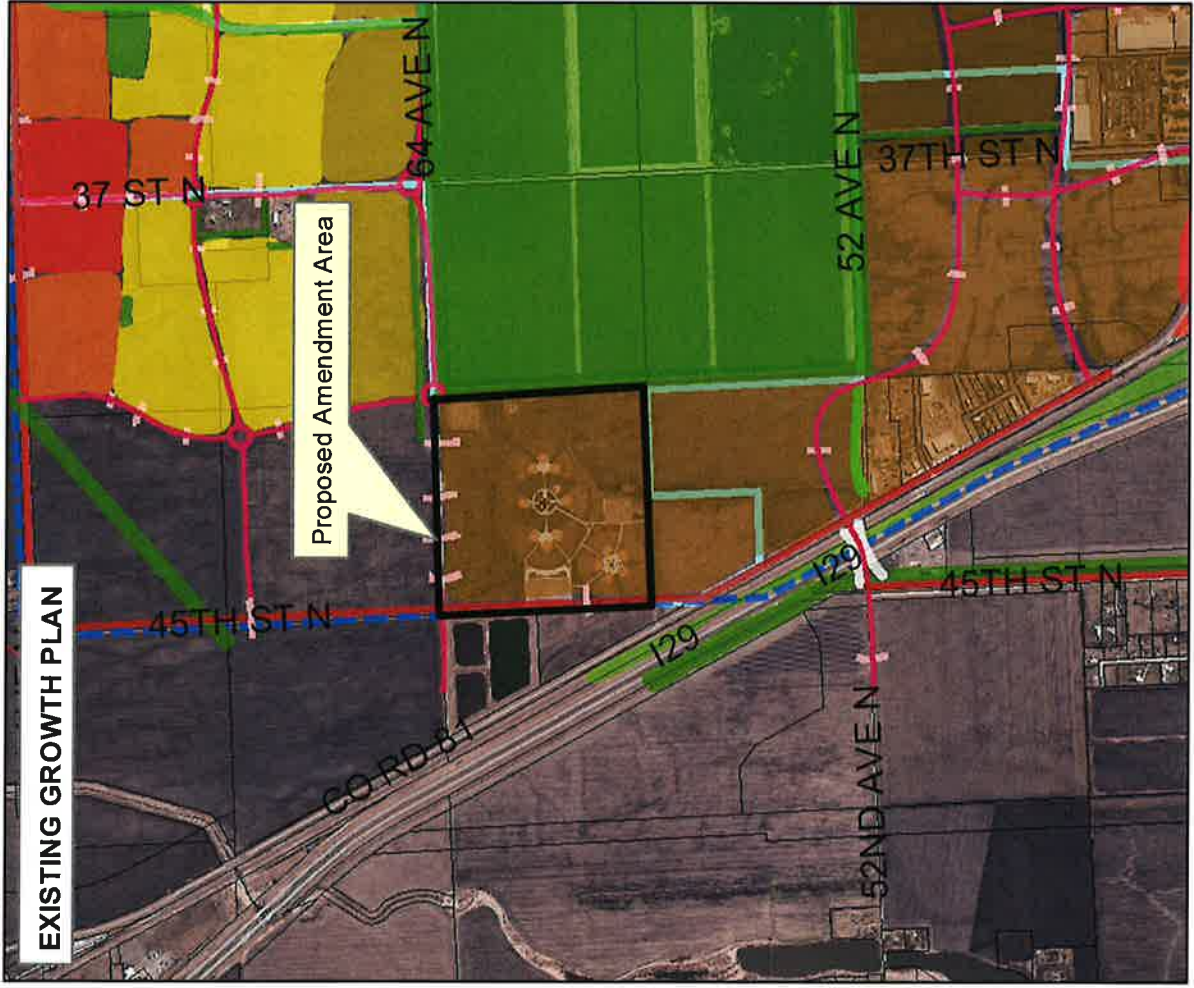 EXISTING GROWTH PLAN
Proposed Amendment Area
37 ST N
64 AVE N
52 AVE N
37TH ST N
45TH ST N
I29
45TH ST N
I29
CO RD 81
52ND AVE N